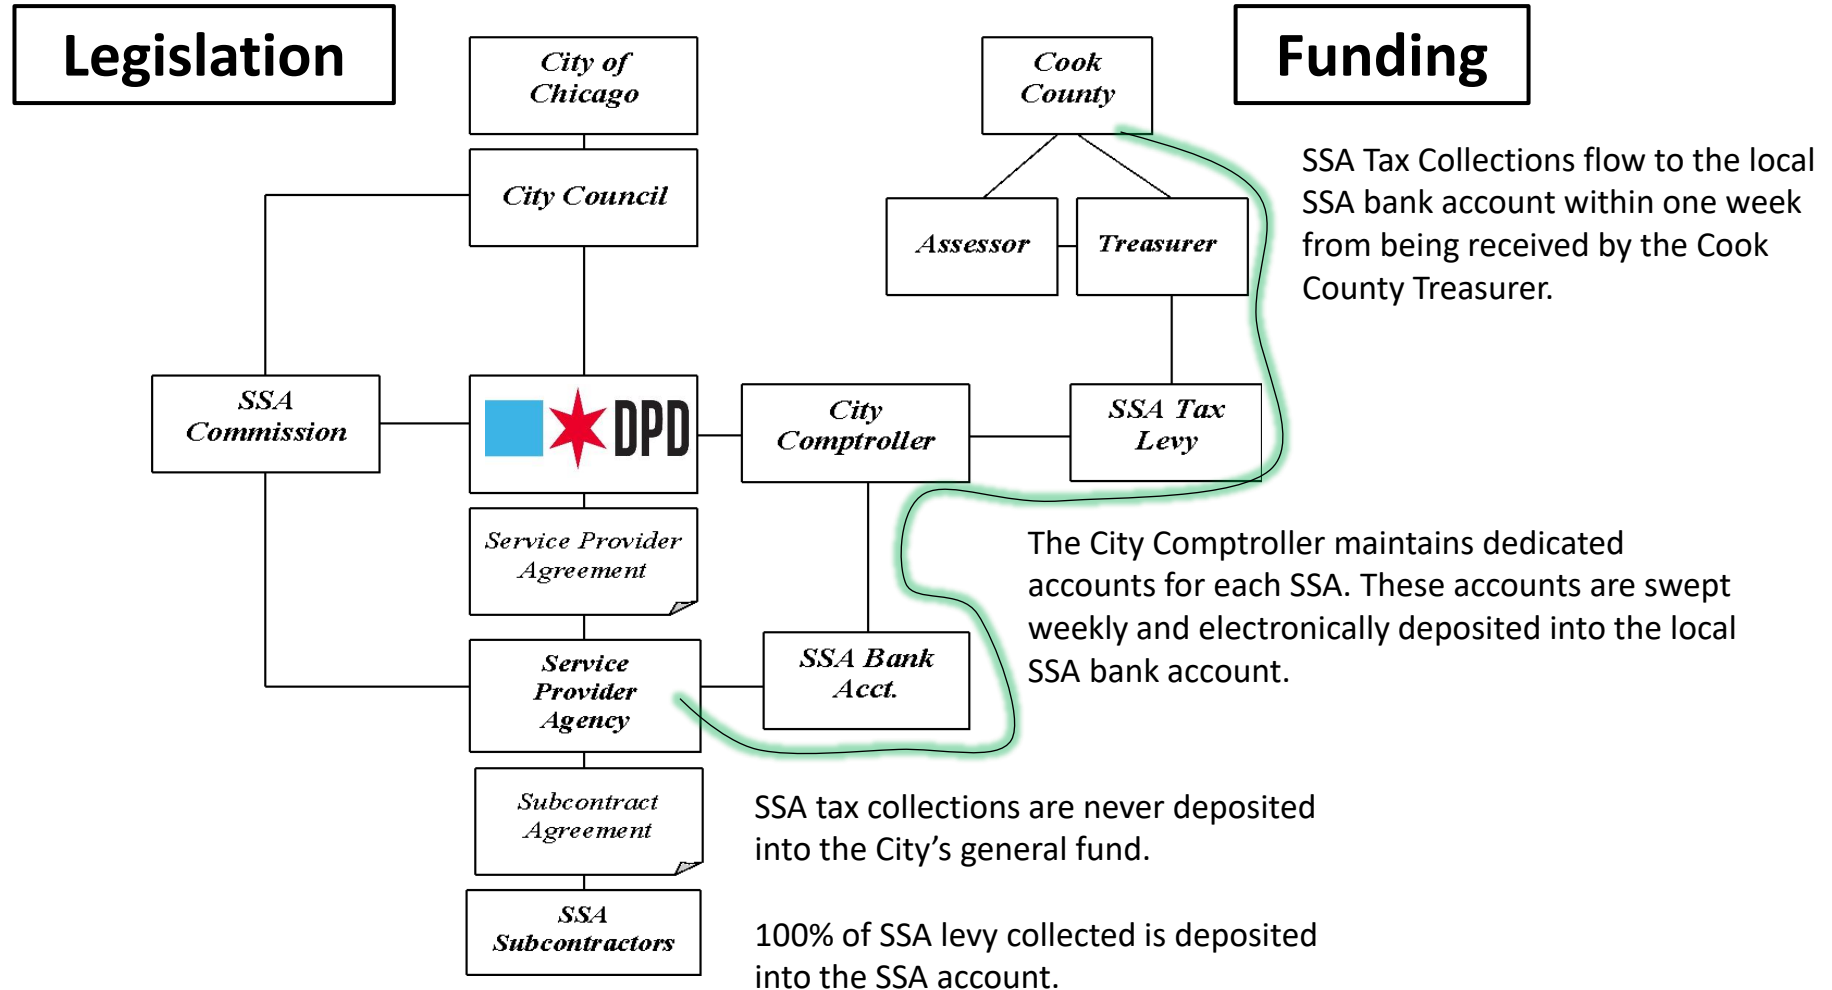 Legislation
Funding
City of
Chicago
City Council
Cook
County
Assessor
Treasurer
SSA Tax Collections flow to the local
SSA bank account within one week
from being received by the Cook
County Treasurer.
SSA
Commission
DPD
City
Comptroller
SSA Tax
Levy
Service Provider
Agreement
The City Comptroller maintains dedicated
accounts for each SSA. These accounts are swept
weekly and electronically deposited into the local
SSA bank account.
Service
Provider
Agency
SSA Bank
Acct.
Subcontract
Agreement
SSA tax collections are never deposited
into the City’s general fund.
SSA
Subcontractors
100% of SSA levy collected is deposited
into the SSA account.